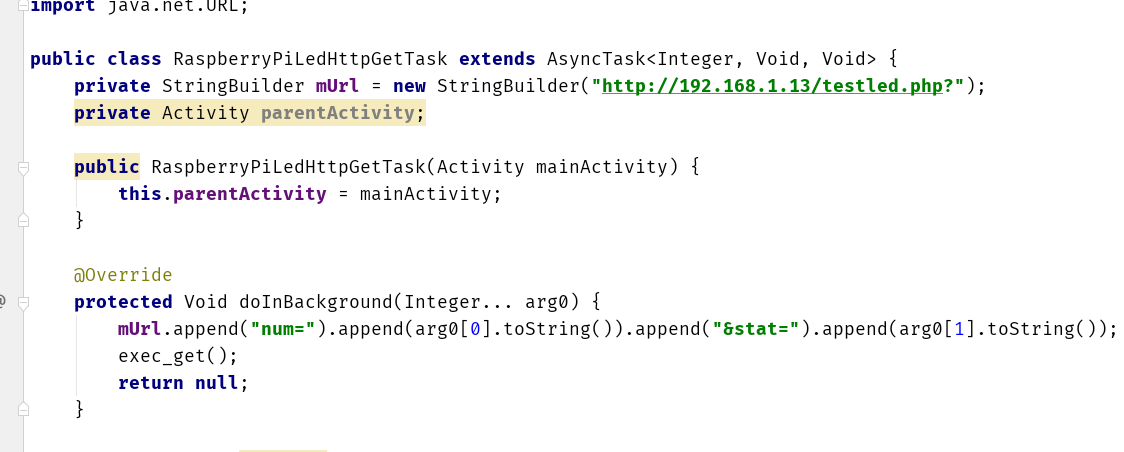 import java.net.URL;
public class RaspberryPiLedHttpGetTask extends AsyncTask<Integer, Void, Void> {
private StringBuilder mUrl = new StringBuilder("http://192.168.1.13/testled.php?");
private Activity parentActivity;
public RaspberryPiLedHttpGetTask(Activity mainActivity) {
this.parentActivity = mainActivity;
}
@Override
protected Void doInBackground(Integer... arg0) {
mUrl.append("num=").append(arg0[0].toString()).append("&stat=").append(arg0[1].toString());
exec_get();
return null;
}